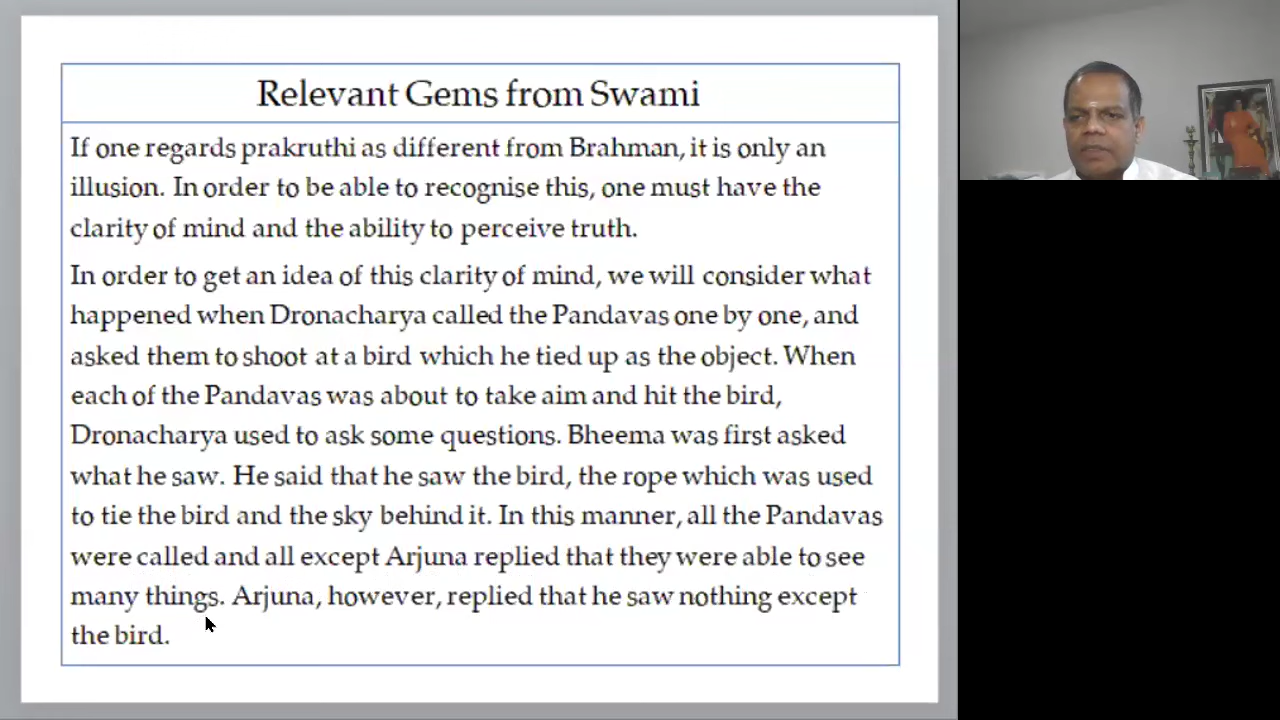 Relevant Gems from Swami
If one regards prakruthi as different from Brahman, it is only an
illusion. In order to be able to recognise this, one must have the
clarity of mind and the ability to perceive truth.
In order to get an idea of this clarity of mind, we will consider what
happened when Dronacharya called the Pandavas one by one, and
asked them to shoot at a bird which he tied up as the object. When
each of the Pandavas was about to take aim and hit the bird,
Dronacharya used to ask some questions. Bheema was first asked
what he saw. He said that he saw the bird, the rope which was used
to tie the bird and the sky behind it. In this manner, all the Pandavas
were called and all except Arjuna replied that they were able to see
many things. Arjuna, however, replied that he saw nothing except
the bird.